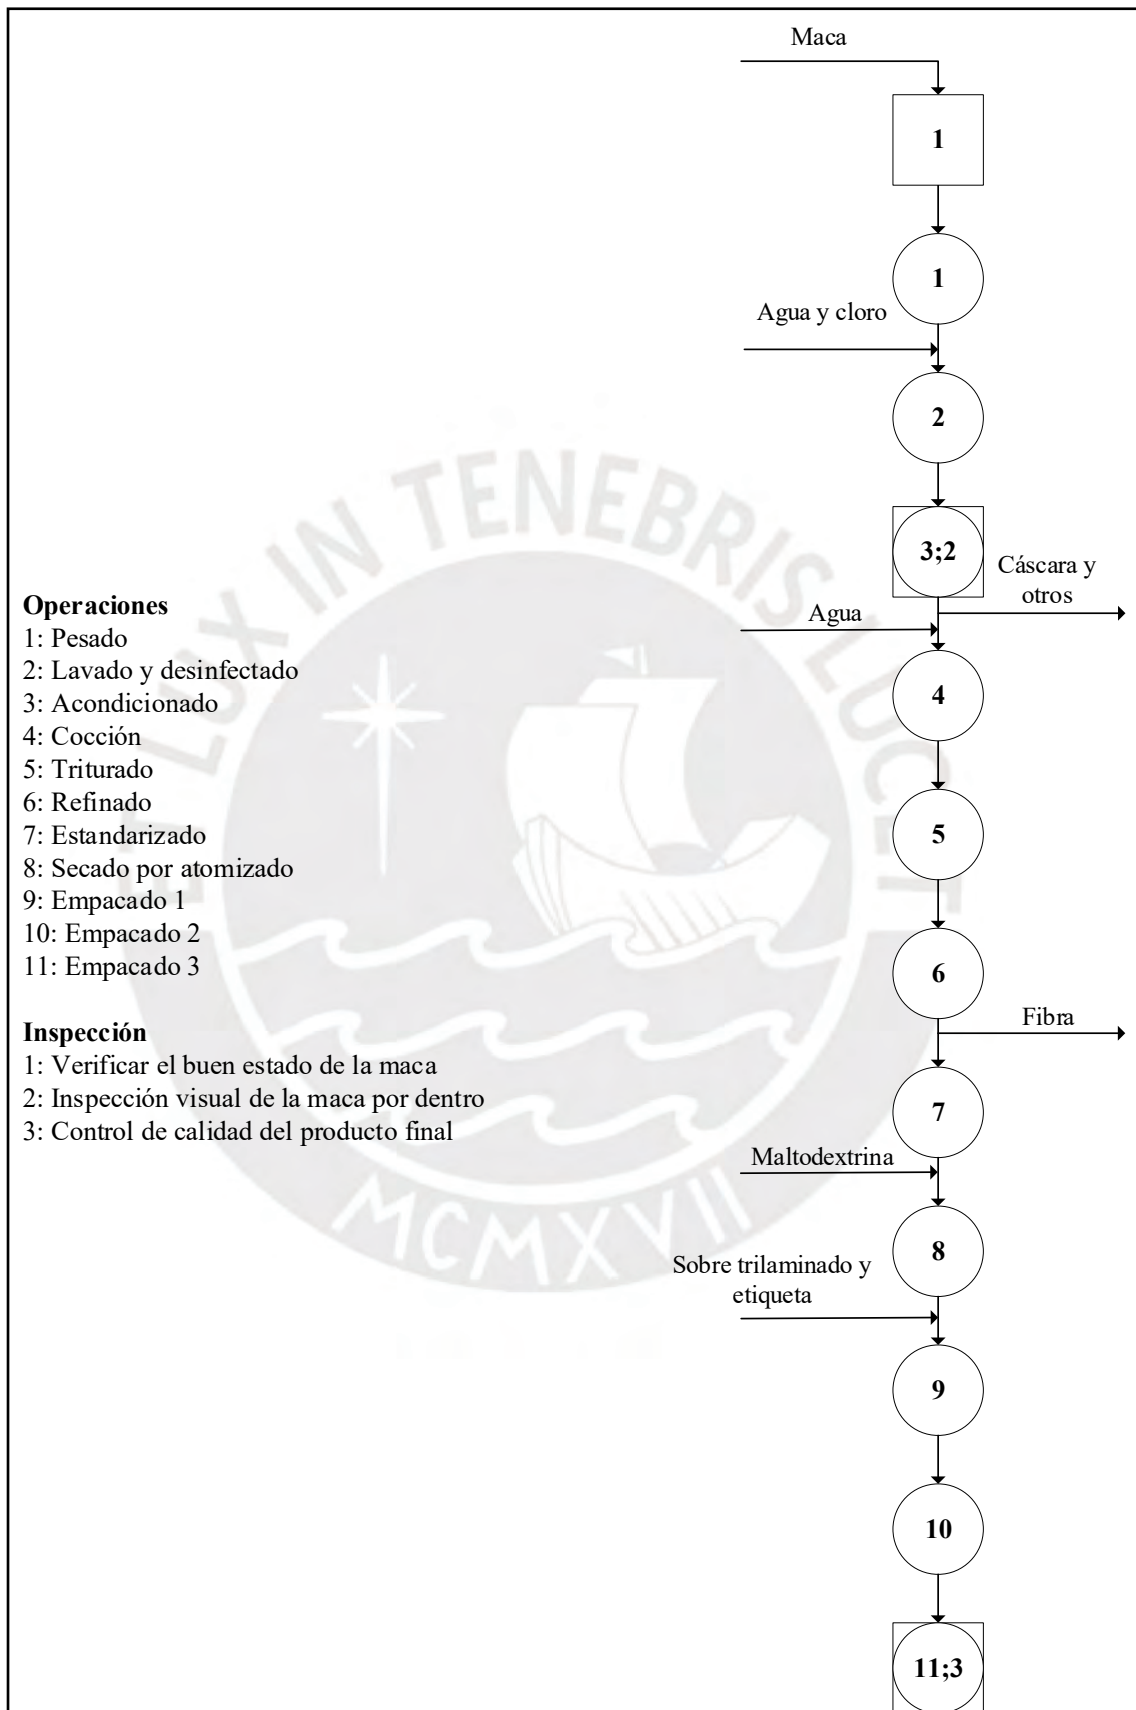 Maca
1
1
Agua y cloro
2
3;2
Cáscara y
otros
Agua
4
5
6
Fibra
7
Maltodextrina
8
Sobre trilaminado y
etiqueta
9
10
11;3
Operaciones
1: Pesado
2: Lavado y desinfectado
3: Acondicionado
4: Cocción
5: Triturado
6: Refinado
7: Estandarizado
8: Secado por atomizado
9: Empacado 1
10: Empacado 2
11: Empacado 3
Inspección
1: Verificar el buen estado de la maca
2: Inspección visual de la maca por dentro
3: Control de calidad del producto final
ET LUX IN TENEBRIS LUCET
MCMXVII